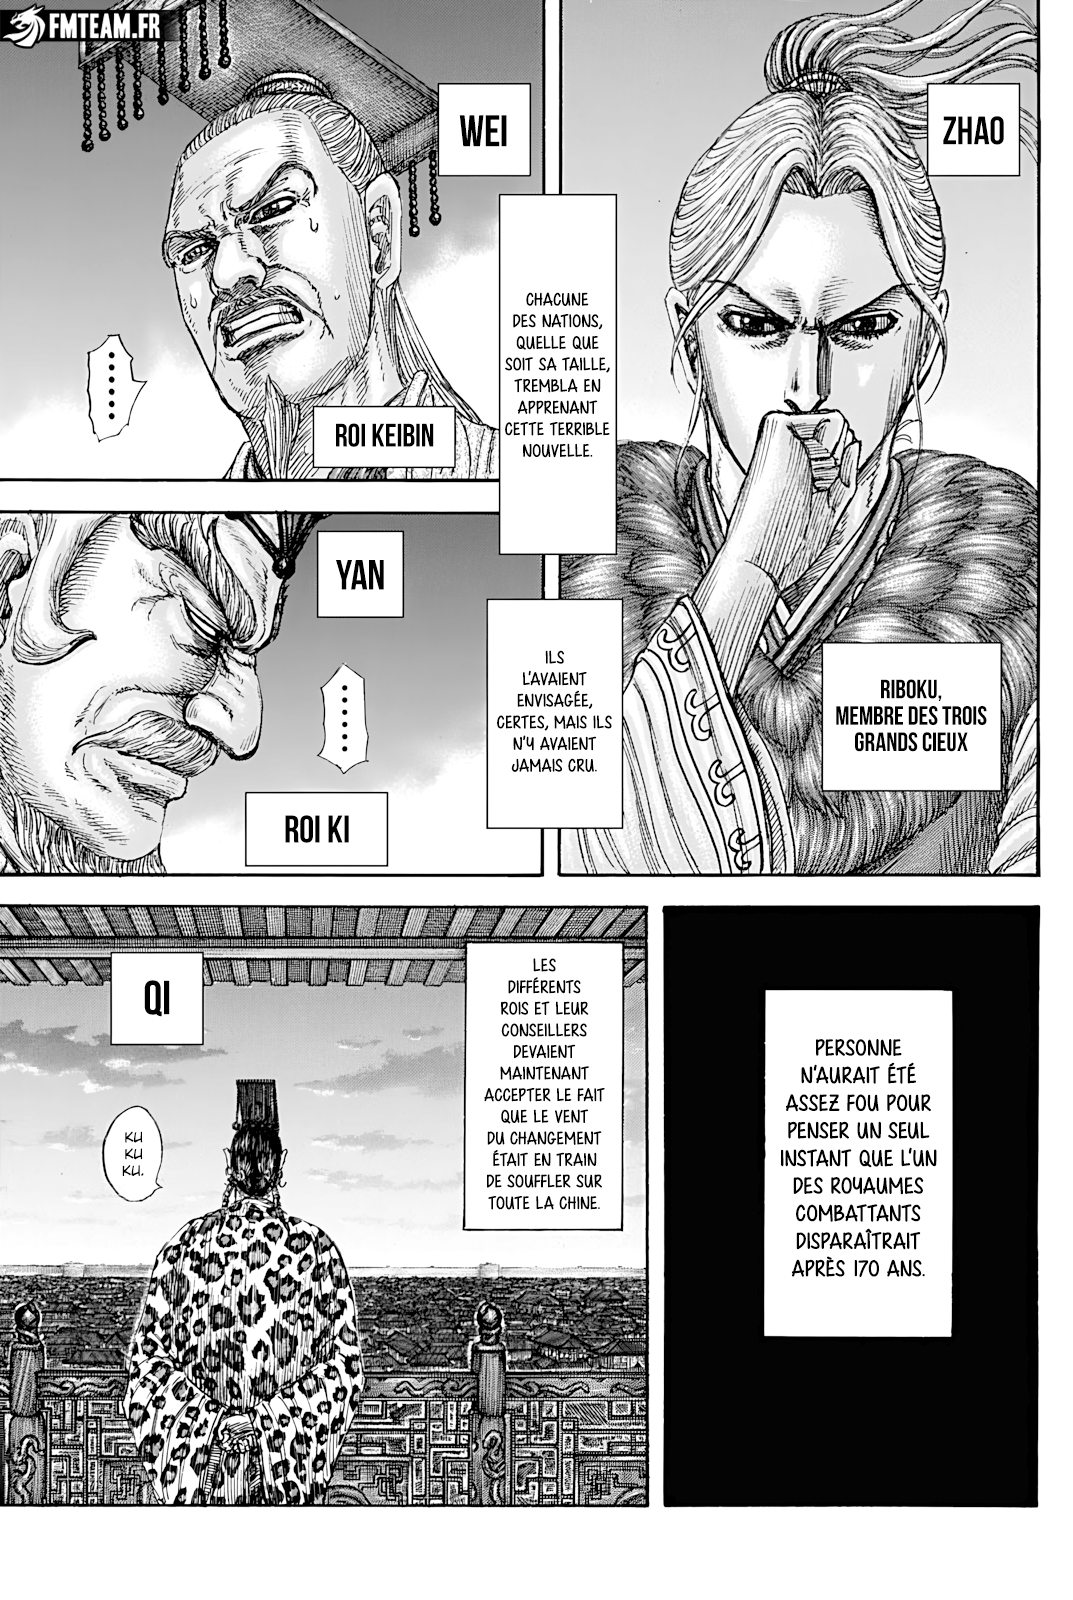 FMTEAM.FR
ZHAO
RIBOKU,
MEMBRE DES TROIS
GRANDS CIEUX
CHACUNE
DES NATIONS,
QUELLE QUE
SOIT SA TAILLE,
TREMBLA EN
APPRENANT
CETTE TERRIBLE
NOUVELLE.
WEI
ROI KEIBIN
......
ILS
L'AVAIENT
ENVISAGÉE,
CERTES, MAIS ILS
N'Y AVAIENT
JAMAIS CRU.
YAN
......
ROI KI
PERSONNE
N'AURAIT ÉTÉ
ASSEZ FOU POUR
PENSER UN SEUL
INSTANT QUE L'UN
DES ROYAUMES
COMBATTANTS
DISPARAÎTRAIT
APRÈS 170 ANS.
LES
DIFFÉRENTS
ROIS ET LEUR
CONSEILLERS
DEVAIENT
MAINTENANT
ACCEPTER LE FAIT
QUE LE VENT
DU CHANGEMENT
ÉTAIT EN TRAIN
DE SOUFFLER SUR
TOUTE LA CHINE.
QI
KU
KU
KU.